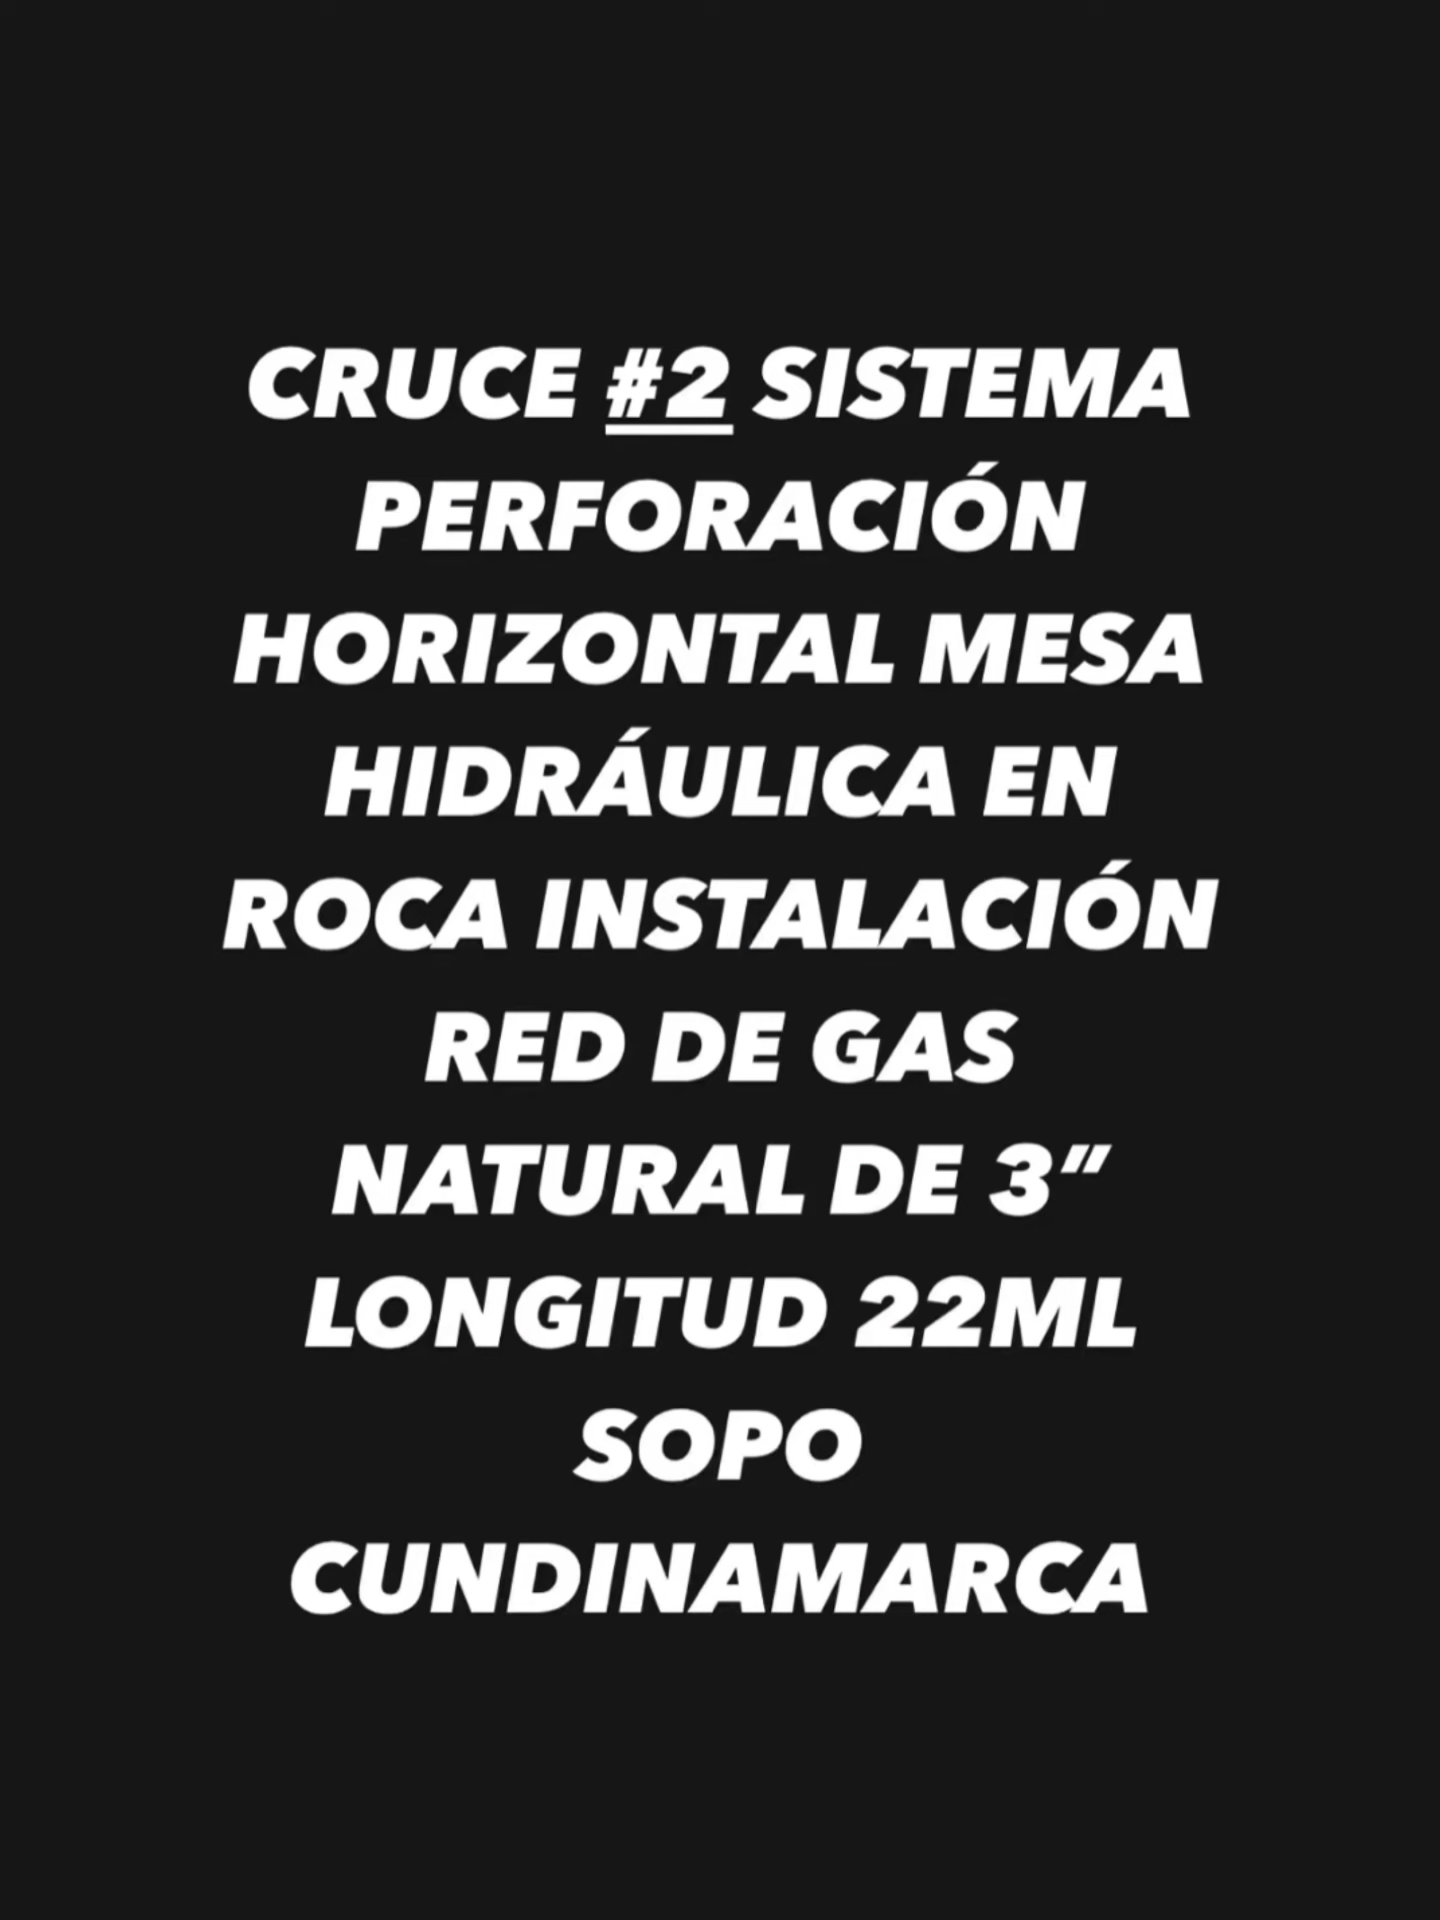 CRUCE #2 SISTEMA
PERFORACIÓN
HORIZONTAL MESA
HIDRÁULICA EN
ROCA INSTALACIÓN
RED DE GAS
NATURAL DE 3”
LONGITUD 22ML
SOPO
CUNDINAMARCA